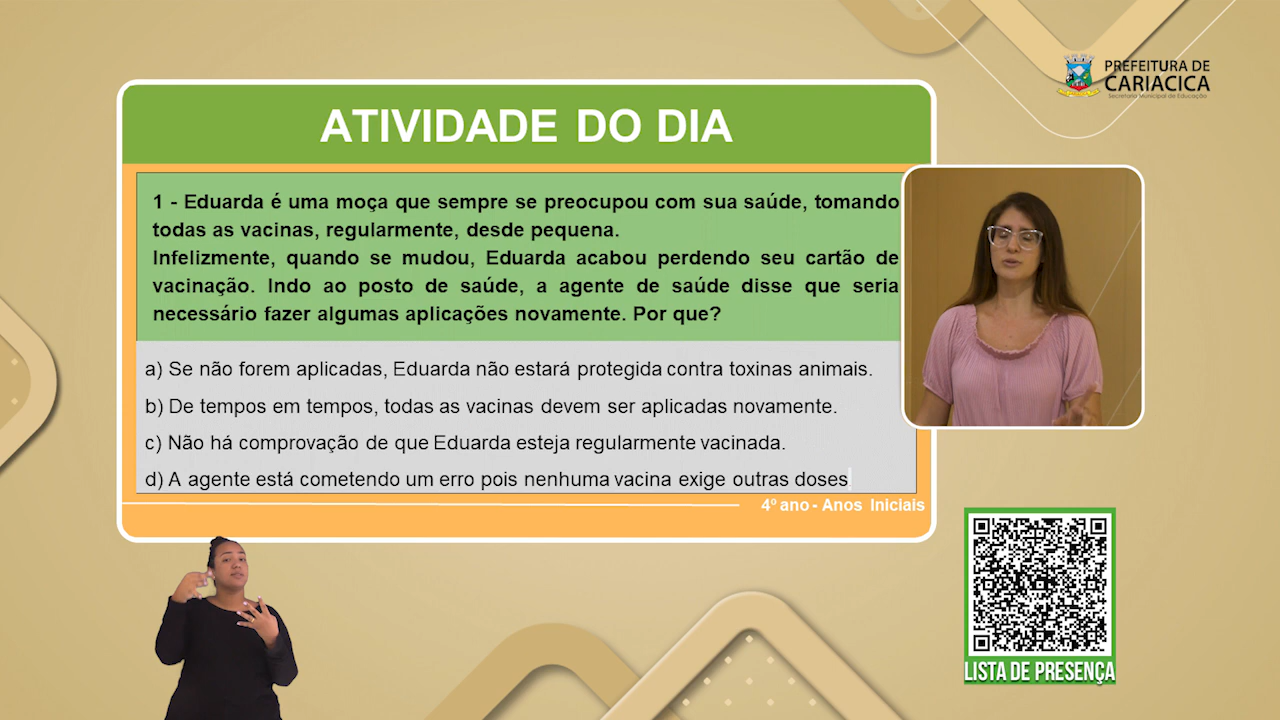 PREFEITURA DE
CARIACICA
Secretaria Municipal de Educação
ATIVIDADE DO DIA
1 - Eduarda é uma moça que sempre se preocupou com sua saúde, tomando
todas as vacinas, regularmente, desde pequena.
Infelizmente, quando se mudou, Eduarda acabou perdendo seu cartão de
vacinação. Indo ao posto de saúde, a agente de saúde disse que seria
necessário fazer algumas aplicações novamente. Por que?
a) Se não forem aplicadas, Eduarda não estará protegida contra toxinas animais.
b) De tempos em tempos, todas as vacinas devem ser aplicadas novamente.
c) Não há comprovação de que Eduarda esteja regularmente vacinada.
d) A agente está cometendo um erro pois nenhuma vacina exige outras doses.
4º ano - Anos Iniciais
LISTA DE PRESENÇA